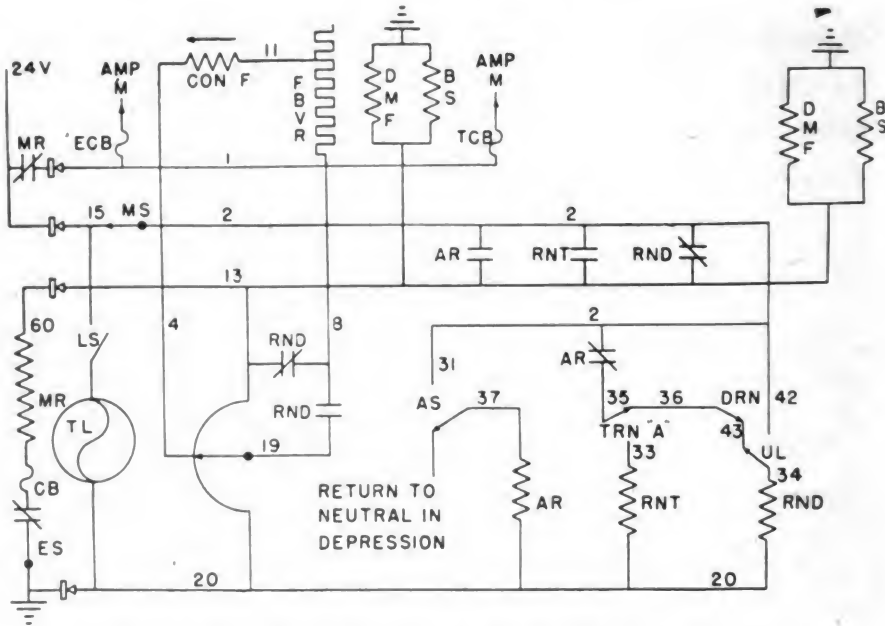 24V
AMP
M
CON F
11
F
B
V
R
D
M
F
B
S
AMP
M
D
M
F
B
S
MR
ECB
1
TCB
15
MS
2
2
AR
RNT
RND
13
60
LS
4
RND
8
2
31
AR
MR
TL
RND
AS
37
35
36
DRN
42
TRN "A"
43
19
33
UL
34
CB
RETURN TO
NEUTRAL IN
DEPRESSION
AR
RNT
RND
ES
20
20